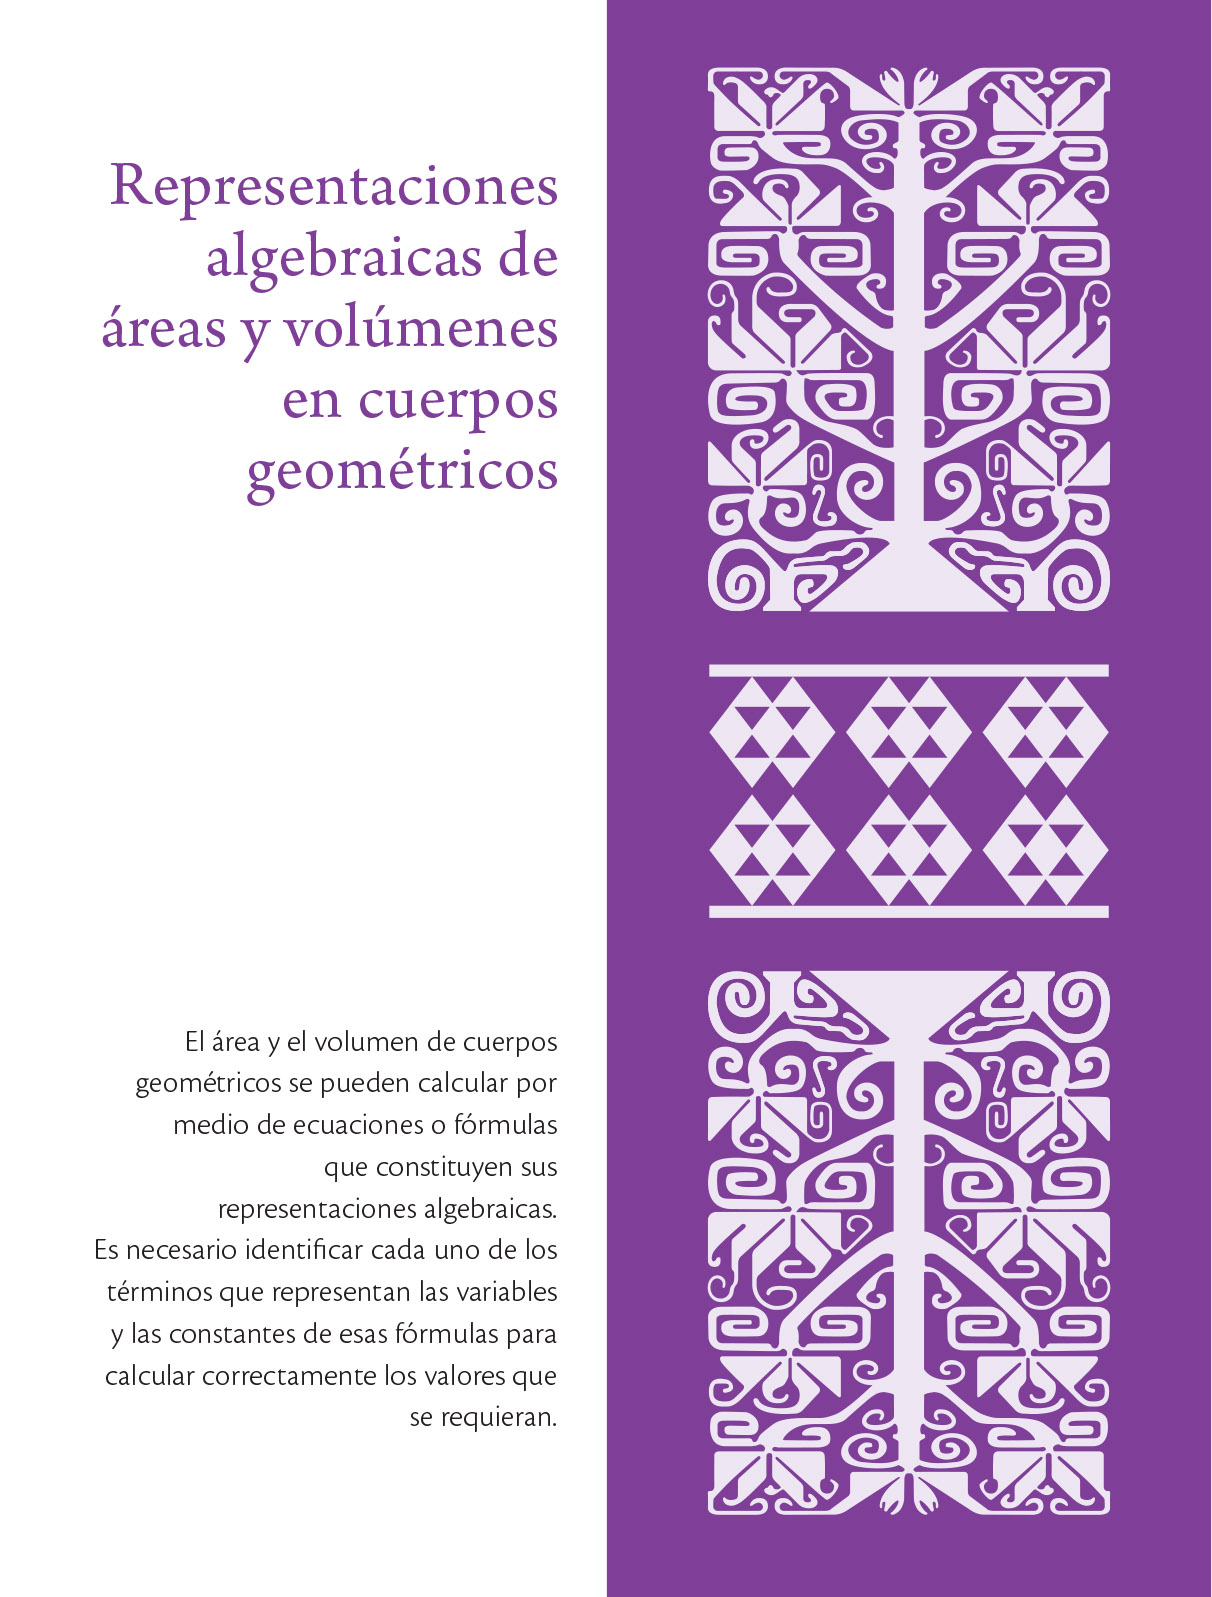 Representaciones
algebraicas de
áreas y volúmenes
en cuerpos
geométricos
El área y el volumen de cuerpos
geométricos se pueden calcular por
medio de ecuaciones o fórmulas
que constituyen sus
representaciones algebraicas.
Es necesario identificar cada uno de los
términos que representan las variables
y las constantes de esas fórmulas para
calcular correctamente los valores que
se requieran.